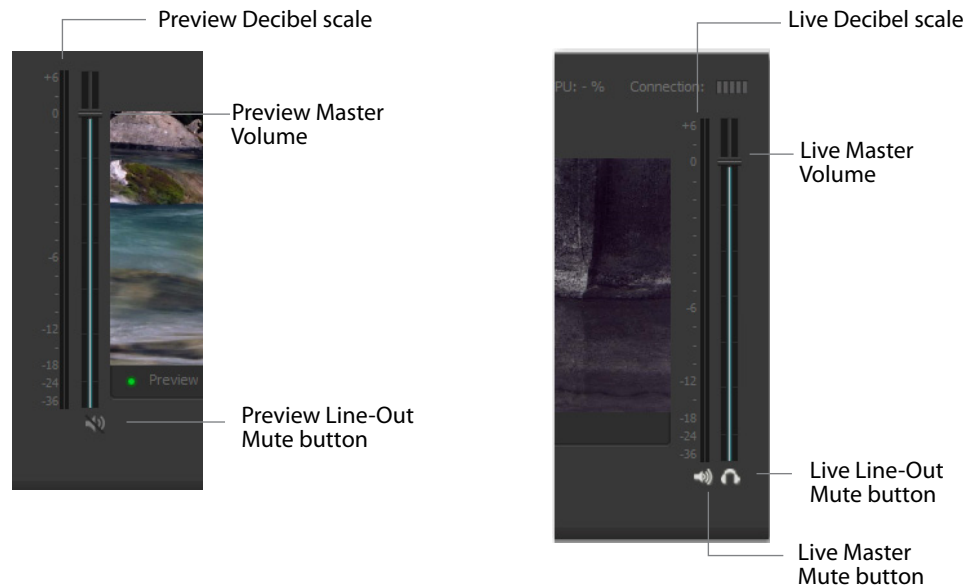 Preview Decibel scale
+6
0
-6
-12
-18
-24
-36
Preview
Preview Master
Volume
Preview Line-Out
Mute button
Live Decibel scale
PU: - % Connection:
+6
0
-6
-12
-18
-24
-36
Live Master
Volume
Live Line-Out
Mute button
Live Master
Mute button